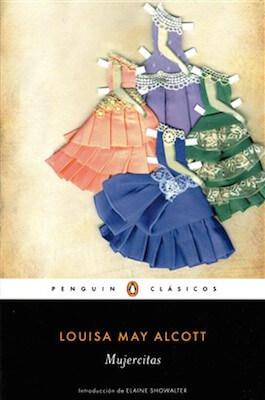 PENGUIN CLÁSICOS
LOUISA MAY ALCOTT
Mujercitas
Introducción de ELAINE SHOWALTER